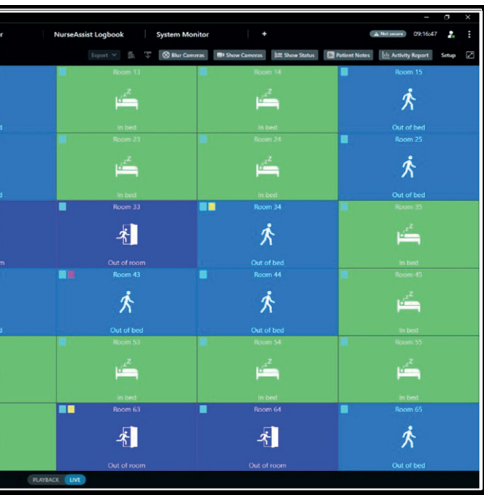 r NurseAssist Logbook System Monitor +
Not secure 09:16:47
Export Blur Cameras Show Cameras Show Status Patient Notes Activity Report Setup
Room 13 Room 14 Room 15
z z
d In bed In bed Out of bed
Room 23 Room 24 Room 25
z z
d In bed In bed Out of bed
Room 33 Room 34 Room 35
z
m Out of room Out of bed In bed
Room 43 Room 44 Room 45
z
d Out of bed Out of bed In bed
Room 53 Room 54 Room 55
z z z
In bed In bed In bed
Room 63 Room 64 Room 65
Out of room Out of room Out of bed
PLAYBACK LIVE